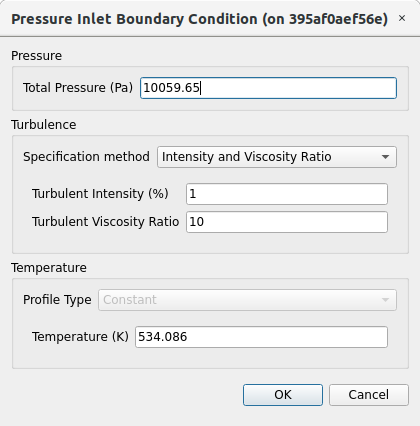 Pressure Inlet Boundary Condition (on 395af0aef56e) ×
Pressure
Total Pressure (Pa) 10059.65
Turbulence
Specification method Intensity and Viscosity Ratio
Turbulent Intensity (%) 1
Turbulent Viscosity Ratio 10
Temperature
Profile Type Constant
Temperature (K) 534.086
OK Cancel